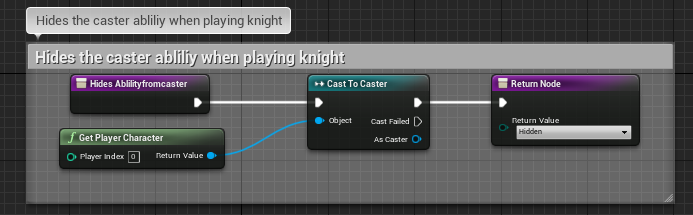 Hides the caster abliliy when playing knight
Hides the caster abliliy when playing knight
Hides Ablilityfromcaster
Cast To Caster
Return Node
Object
Cast Failed
As Caster
Return Value
Hidden
Get Player Character
Player Index 0
Return Value